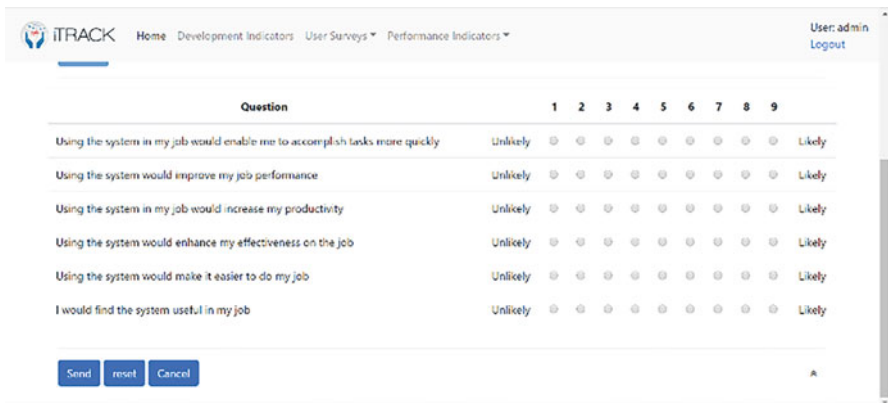 iTRACK Home Development Indicators User Surveys Performance Indicators User: admin
Logout
Question 1 2 3 4 5 6 7 8 9
Using the system in my job would enable me to accomplish tasks more quickly Unlikely Likely
Using the system would improve my job performance Unlikely Likely
Using the system in my job would increase my productivity Unlikely Likely
Using the system would enhance my effectiveness on the job Unlikely Likely
Using the system would make it easier to do my job Unlikely Likely
I would find the system useful in my job Unlikely Likely
Send reset Cancel